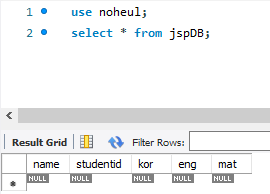 1 use noheul;
2 select * from jspDB;
Result Grid Filter Rows:
name studentid kor eng mat
NULL NULL NULL NULL NULL